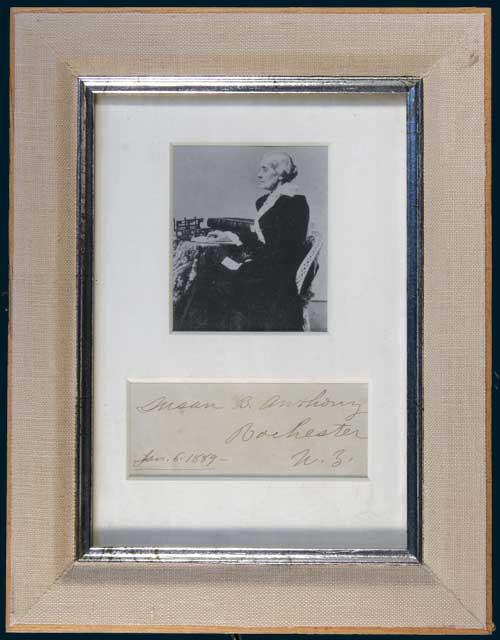 Susan B. Anthony
Rochester
Jan. 6. 1889 - N. Y.